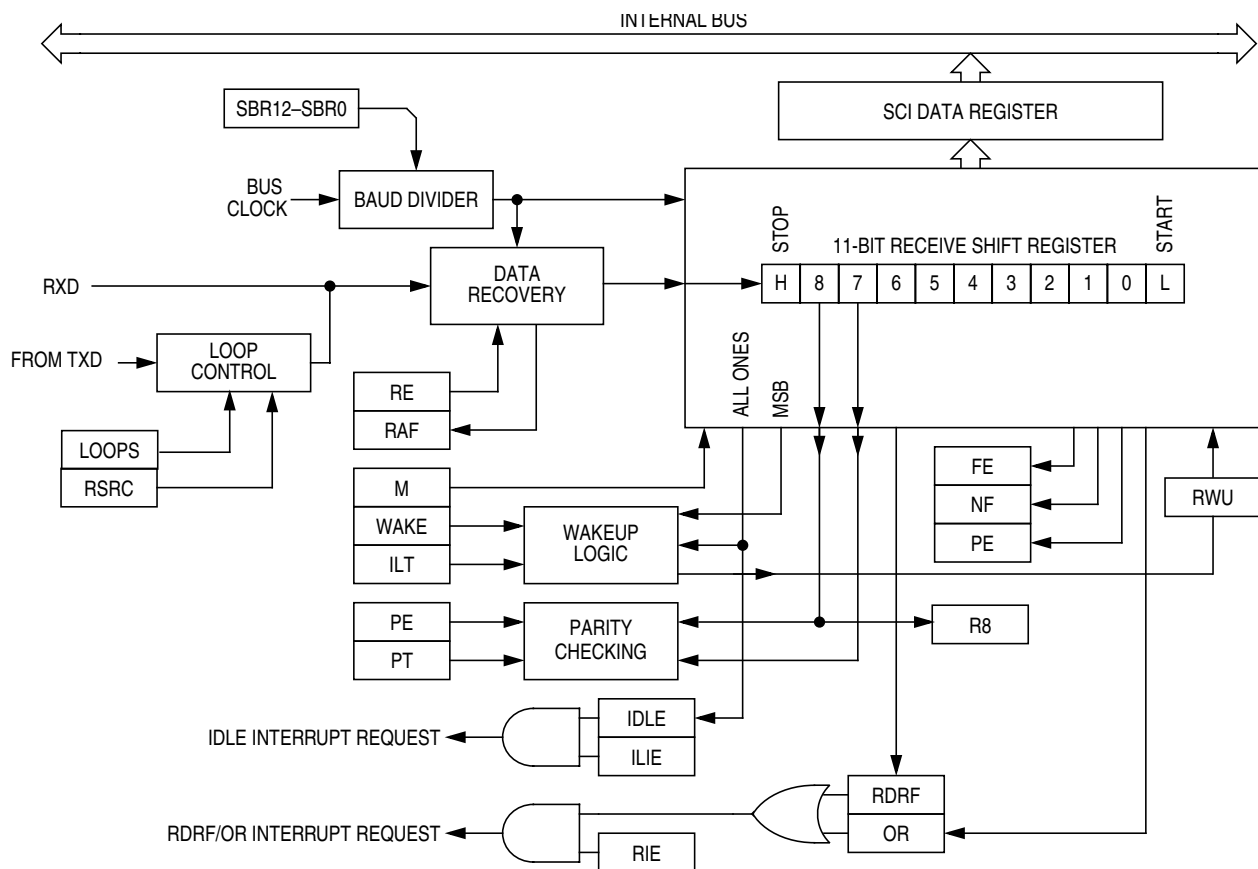 INTERNAL BUS
SBR12–SBR0
SCI DATA REGISTER
BUS
CLOCK
BAUD DIVIDER
STOP
11-BIT RECEIVE SHIFT REGISTER
START
RXD
DATA
RECOVERY
H 8 7 6 5 4 3 2 1 0 L
FROM TXD
LOOP
CONTROL
ALL ONES
MSB
RE
RAF
LOOPS
RSRC
M
WAKE
ILT
WAKEUP
LOGIC
FE
NF
PE
RWU
PE
PT
PARITY
CHECKING
R8
IDLE INTERRUPT REQUEST
IDLE
ILIE
RDRF/OR INTERRUPT REQUEST
RIE
RDRF
OR